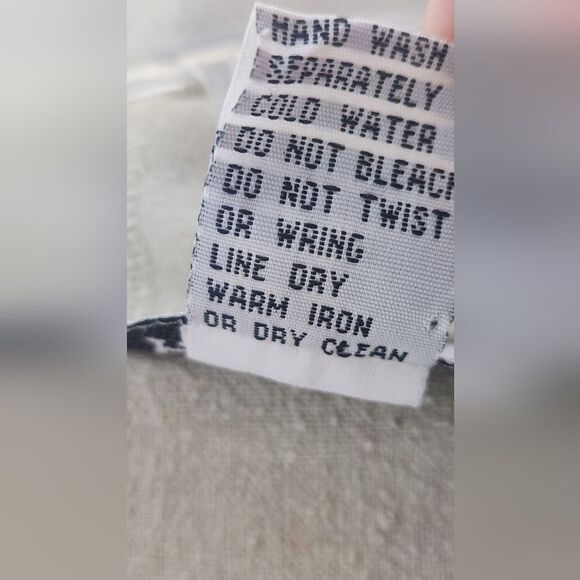 HAND WASH
SEPARATELY
COLD WATER
DO NOT BLEACH
DO NOT TWIST
OR WRING
LINE DRY
WARM IRON
OR DRY CLEAN